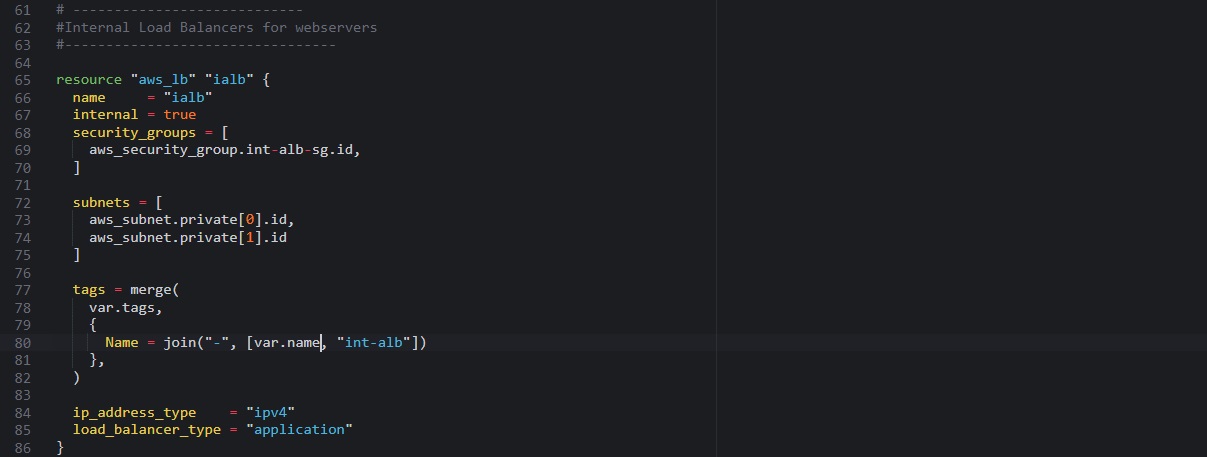 61 # ----------------------------
62 #Internal Load Balancers for webservers
63 #---------------------------------
64
65 resource "aws_lb" "ialb" {
66   name     = "ialb"
67   internal = true
68   security_groups = [
69     aws_security_group.int-alb-sg.id,
70   ]
71
72   subnets = [
73     aws_subnet.private[0].id,
74     aws_subnet.private[1].id
75   ]
76
77   tags = merge(
78     var.tags,
79     {
80       Name = join("-", [var.name, "int-alb"])
81     },
82   )
83
84   ip_address_type    = "ipv4"
85   load_balancer_type = "application"
86 }